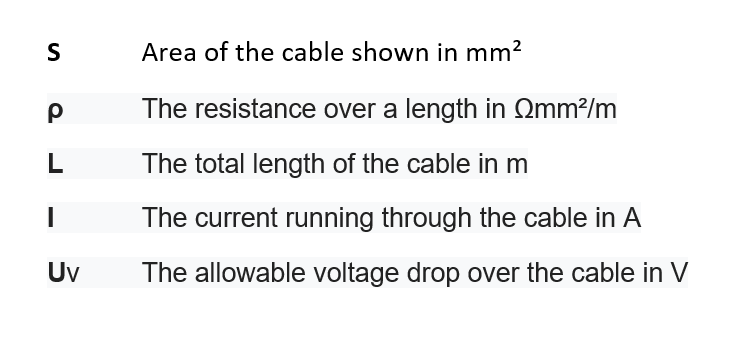 S Area of the cable shown in mm²
ρ The resistance over a length in Ωmm²/m
L The total length of the cable in m
I The current running through the cable in A
Uv The allowable voltage drop over the cable in V